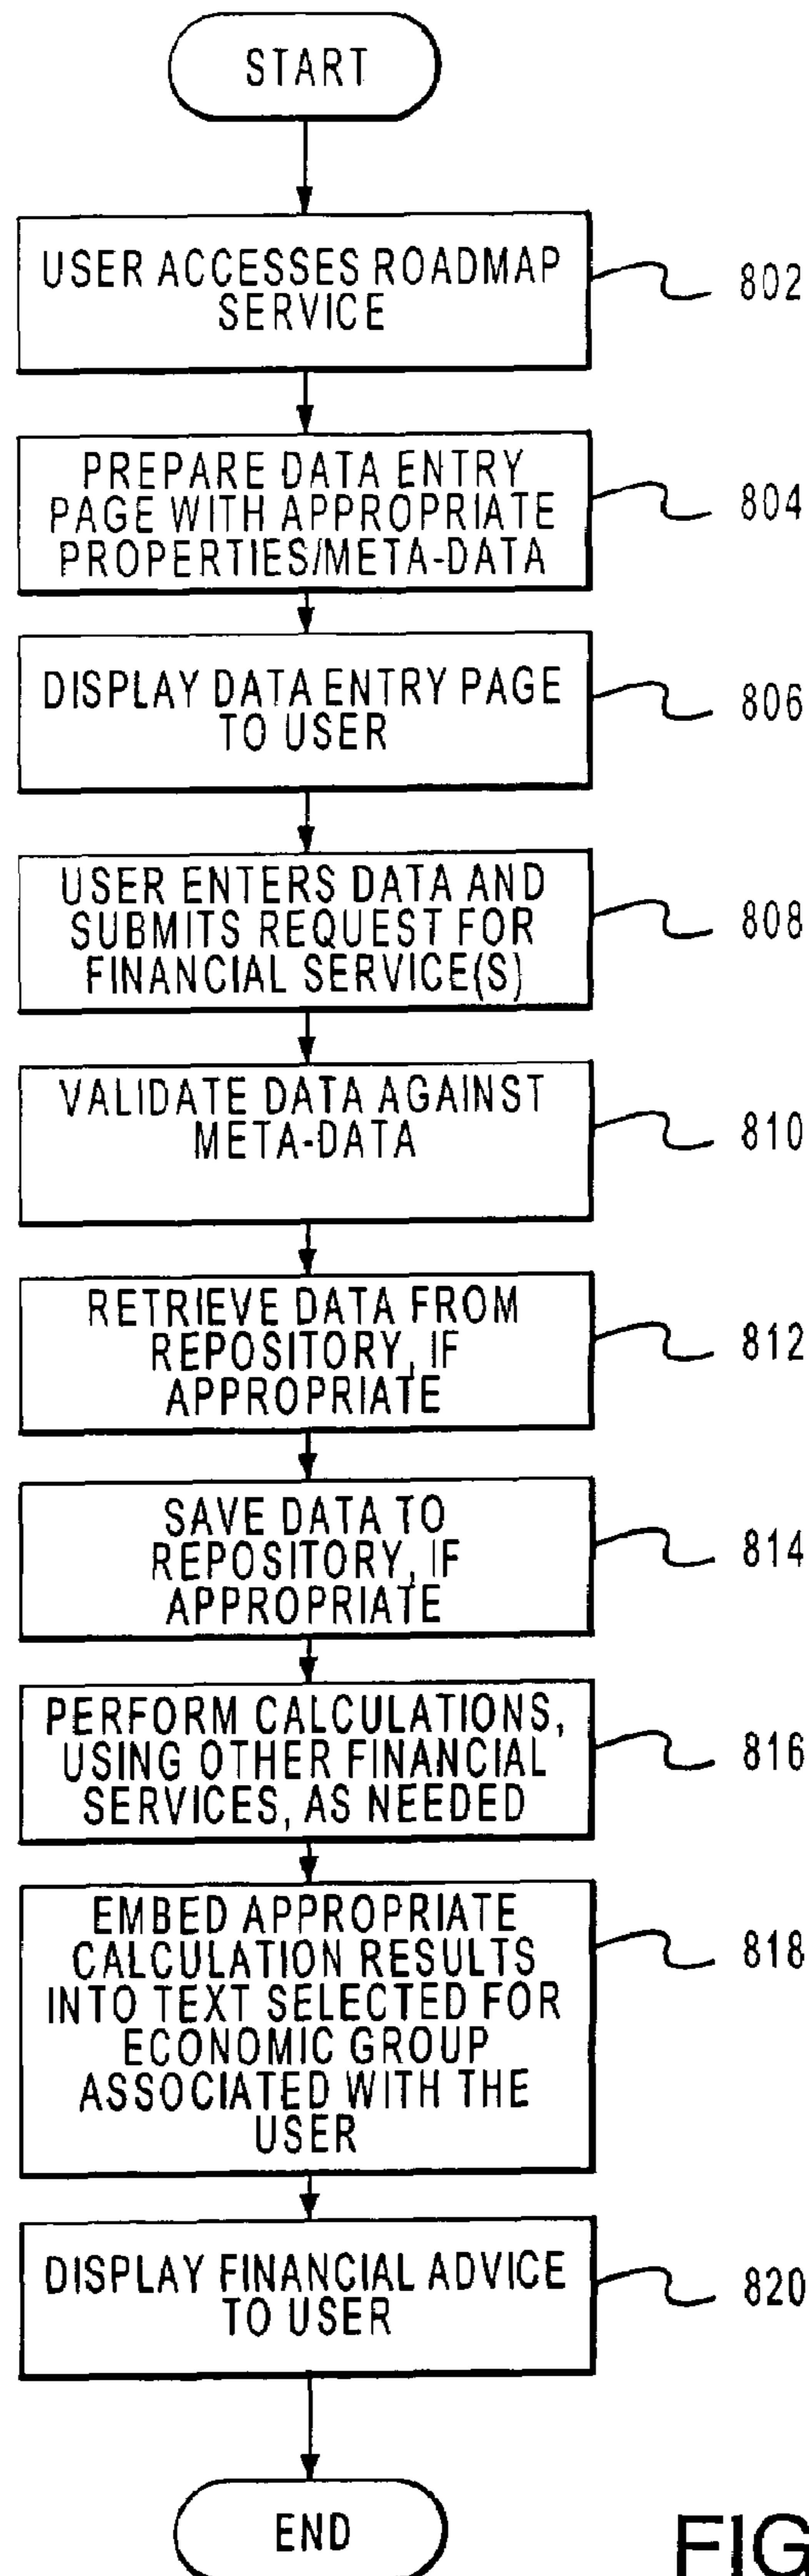 START
USER ACCESSES ROADMAP
SERVICE
802
PREPARE DATA ENTRY
PAGE WITH APPROPRIATE
PROPERTIES/META-DATA
804
DISPLAY DATA ENTRY PAGE
TO USER
806
USER ENTERS DATA AND
SUBMITS REQUEST FOR
FINANCIAL SERVICE(S)
808
VALIDATE DATA AGAINST
META-DATA
810
RETRIEVE DATA FROM
REPOSITORY, IF
APPROPRIATE
812
SAVE DATA TO
REPOSITORY, IF
APPROPRIATE
814
PERFORM CALCULATIONS,
USING OTHER FINANCIAL
SERVICES, AS NEEDED
816
EMBED APPROPRIATE
CALCULATION RESULTS
INTO TEXT SELECTED FOR
ECONOMIC GROUP
ASSOCIATED WITH THE
USER
818
DISPLAY FINANCIAL ADVICE
TO USER
820
END
FIG